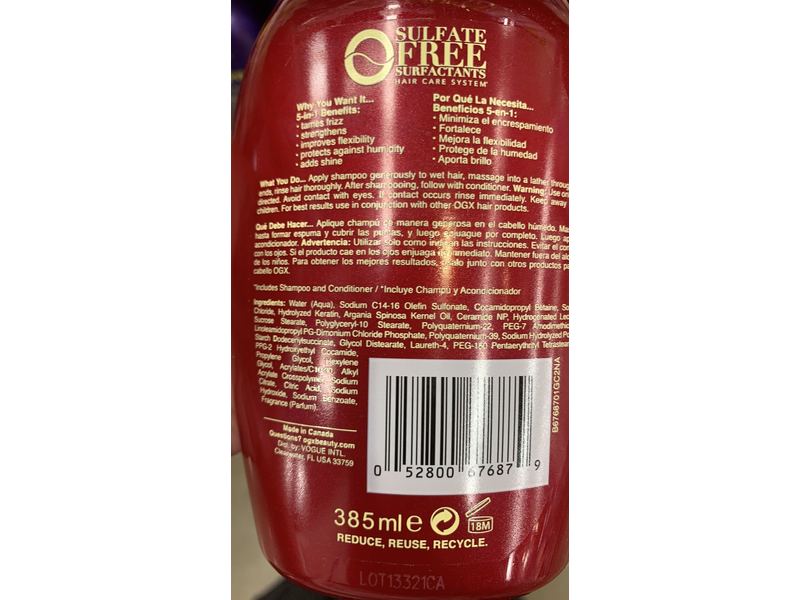 SULFATE
FREE
SURFACTANTS
HAIR CARE SYSTEM
Why You Want It...
5-in-1 Benefits:
• tames frizz
• strengthens
• improves flexibility
• protects against humidity
• adds shine
Por Qué La Necesita...
Beneficios 5-en-1:
• Minimiza el encrespamiento
• Fortalece
• Mejora la flexibilidad
• Protege de la humedad
• Aporta brillo
What You Do... Apply shampoo generously to wet hair, massage into a lather through
ends, rinse hair thoroughly. After shampooing, follow with conditioner. Warning: Use
directed. Avoid contact with eyes. If contact occurs rinse immediately. Keep away
children. For best results use in conjunction with other OGX hair products.
Qué Debe Hacer... Aplique champú de manera generosa en el cabello húmedo.
hasta formar espuma y cubrir las puntas, y luego enjuague por completo. Luego
acondicionador. Advertencia: Utilizar solo como indican las instrucciones. Evitar el
con los ojos. Si el producto cae en los ojos enjuague de inmediato. Mantener fuera del
de los niños. Para obtener los mejores resultados, úselo junto con otros productos
cabello OGX.
*Includes Shampoo and Conditioner / *Incluye Champú y Acondicionador
Ingredients: Water (Aqua), Sodium C14-16 Olefin Sulfonate, Cocamidopropyl Betaine,
Chloride, Hydrolyzed Keratin, Argania Spinosa Kernel Oil, Ceramide NP, Hydrogenated
Sucrose Stearate, Polyglyceryl-10 Stearate, Polyquaternium-22, PEG-7 Amodimethicone
Linoleamidopropyl PG-Dimonium Chloride Phosphate, Polyquaternium-39, Sodium Hydrolyzed
Starch Dodecenylsuccinate, Glycol Distearate, Laureth-4, PEG-150 Pentaerythrityl
PPG-2 Hydroxyethyl Cocamide,
Propylene Glycol, Hexylene
Glycol, Acrylates/C10-30 Alkyl
Acrylate Crosspolymer, Sodium
Citrate, Citric Acid, Sodium
Hydroxide, Sodium Benzoate,
Fragrance (Parfum).
Made in Canada
Questions? ogxbeauty.com
Dist. by: VOGUE INTL.
Clearwater, FL USA 33759
B6768701GC2NA
0 52800 67687 9
385ml e
18M
REDUCE, REUSE, RECYCLE.
LOT13321CA